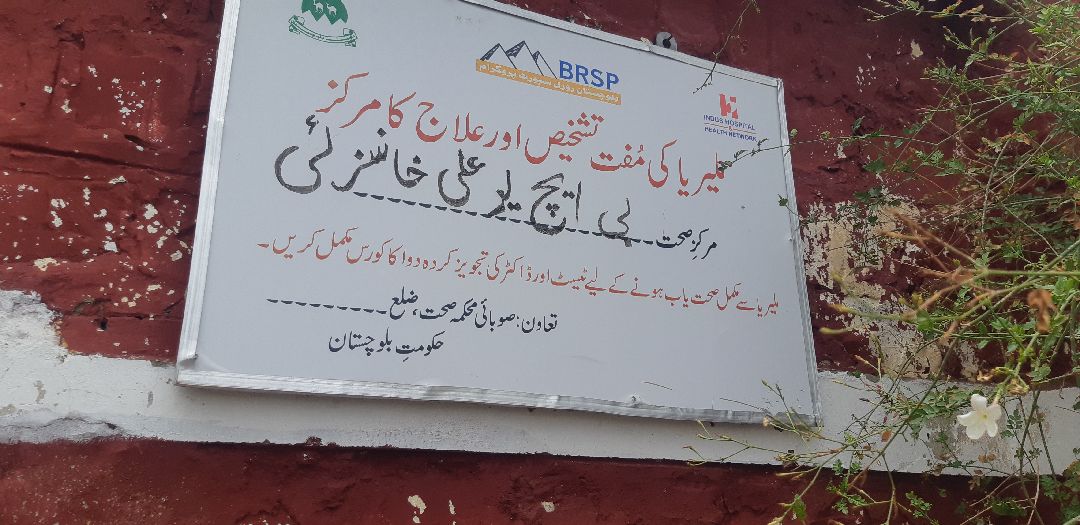 BRSP
بلوچستان رورل سپورٹ پروگرام
INDUS HOSPITAL
&
HEALTH NETWORK
ملیریا کی مُفت تشخیص اور علاج کا مرکز
مرکزِ صحت بی ایچ یو علی خانزئی
ملیریا سے مکمل صحت یاب ہونے کے لیے ٹیسٹ اور ڈاکٹر کی تجویز کردہ دوا کا کورس مکمل کریں۔
تعاون: صوبائی محکمہ صحت، ضلع ---------
حکومتِ بلوچستان